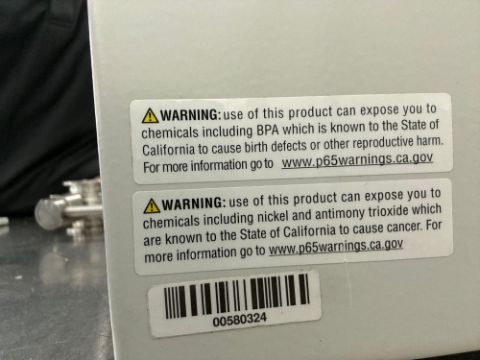 WARNING: use of this product can expose you to
chemicals including BPA which is known to the State of
California to cause birth defects or other reproductive harm.
For more information go to www.p65warnings.ca.gov
WARNING: use of this product can expose you to
chemicals including nickel and antimony trioxide which
are known to the State of California to cause cancer. For
more information go to www.p65warnings.ca.gov
00580324